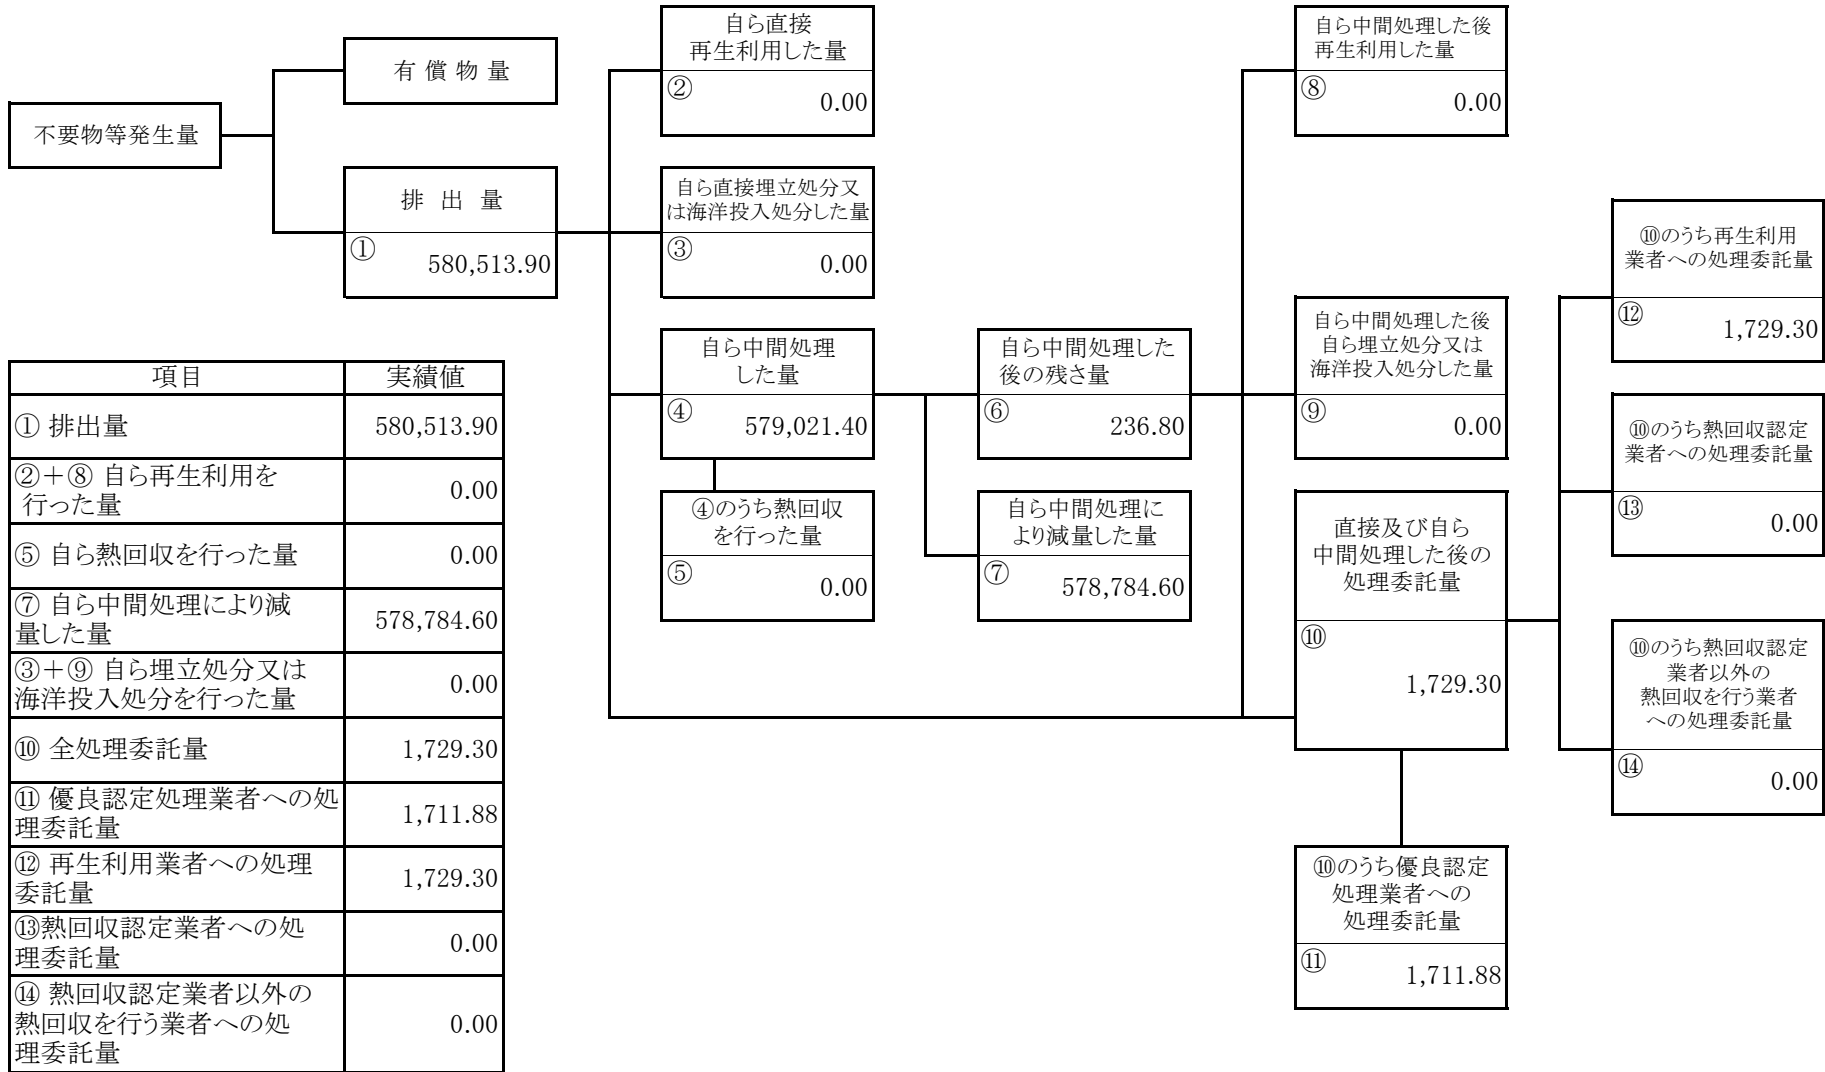 不要物等発生量
有 償 物 量
排 出 量
①
580,513.90
自ら直接
再生利用した量
②
0.00
自ら直接埋立処分又
は海洋投入処分した量
③
0.00
自ら中間処理
した量
④
579,021.40
④のうち熱回収
を行った量
⑤
0.00
自ら中間処理した
後の残さ量
⑥
236.80
自ら中間処理に
より減量した量
⑦
578,784.60
自ら中間処理した後
再生利用した量
⑧
0.00
自ら中間処理した後
自ら埋立処分又は
海洋投入処分した量
⑨
0.00
直接及び自ら
中間処理した後の
処理委託量
⑩
1,729.30
⑩のうち優良認定
処理業者への
処理委託量
⑪
1,711.88
⑩のうち再生利用
業者への処理委託量
⑫
1,729.30
⑩のうち熱回収認定
業者への処理委託量
⑬
0.00
⑩のうち熱回収認定
業者以外の
熱回収を行う業者
への処理委託量
⑭
0.00
項目 実績値
① 排出量 580,513.90
②＋⑧ 自ら再生利用を
行った量
0.00
⑤ 自ら熱回収を行った量 0.00
⑦ 自ら中間処理により減
量した量
578,784.60
③＋⑨ 自ら埋立処分又は
海洋投入処分を行った量
0.00
⑩ 全処理委託量 1,729.30
⑪ 優良認定処理業者への処
理委託量
1,711.88
⑫ 再生利用業者への処理
委託量
1,729.30
⑬熱回収認定業者への処
理委託量
0.00
⑭ 熱回収認定業者以外の
熱回収を行う業者への処
理委託量
0.00